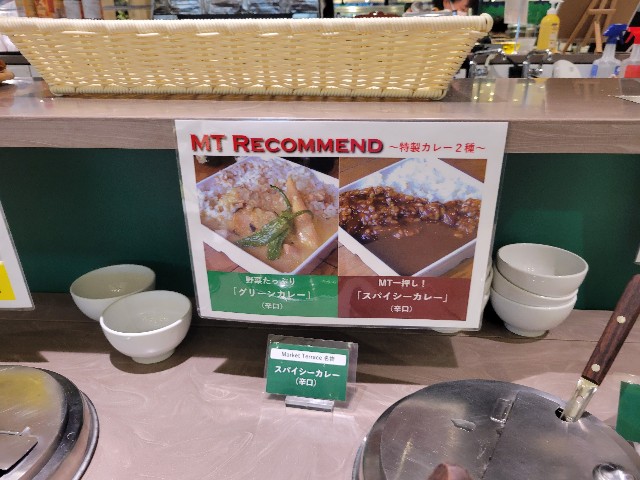 MT RECOMMEND ～特製カレー２種～
野菜たっぷり
「グリーンカレー」
（辛口）
MT一押し！
「スパイシーカレー」
（辛口）
Market Terrace 名物
スパイシーカレー
（辛口）